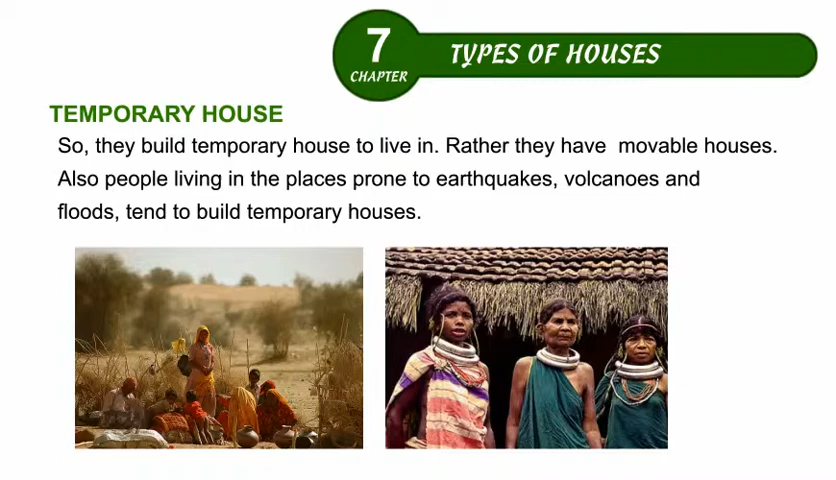 7
CHAPTER
TYPES OF HOUSES
TEMPORARY HOUSE
So, they build temporary house to live in. Rather they have movable houses.
Also people living in the places prone to earthquakes, volcanoes and
floods, tend to build temporary houses.